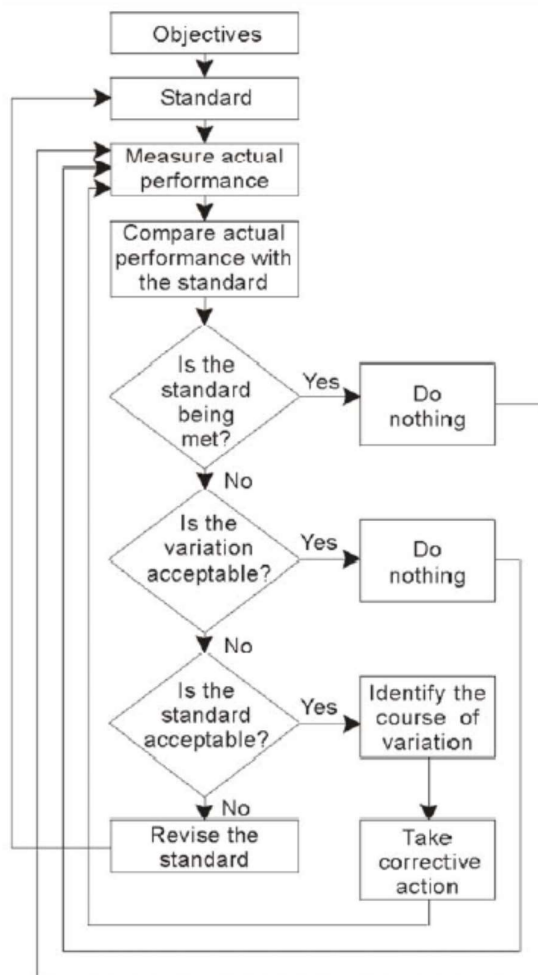 Objectives
Standard
Measure actual
performance
Compare actual
performance with
the standard
Is the
standard
being
met?
Yes
Do
nothing
No
Is the
variation
acceptable?
Yes
Do
nothing
No
Is the
standard
acceptable?
Yes
Identify the
course of
variation
No
Revise the
standard
Take
corrective
action